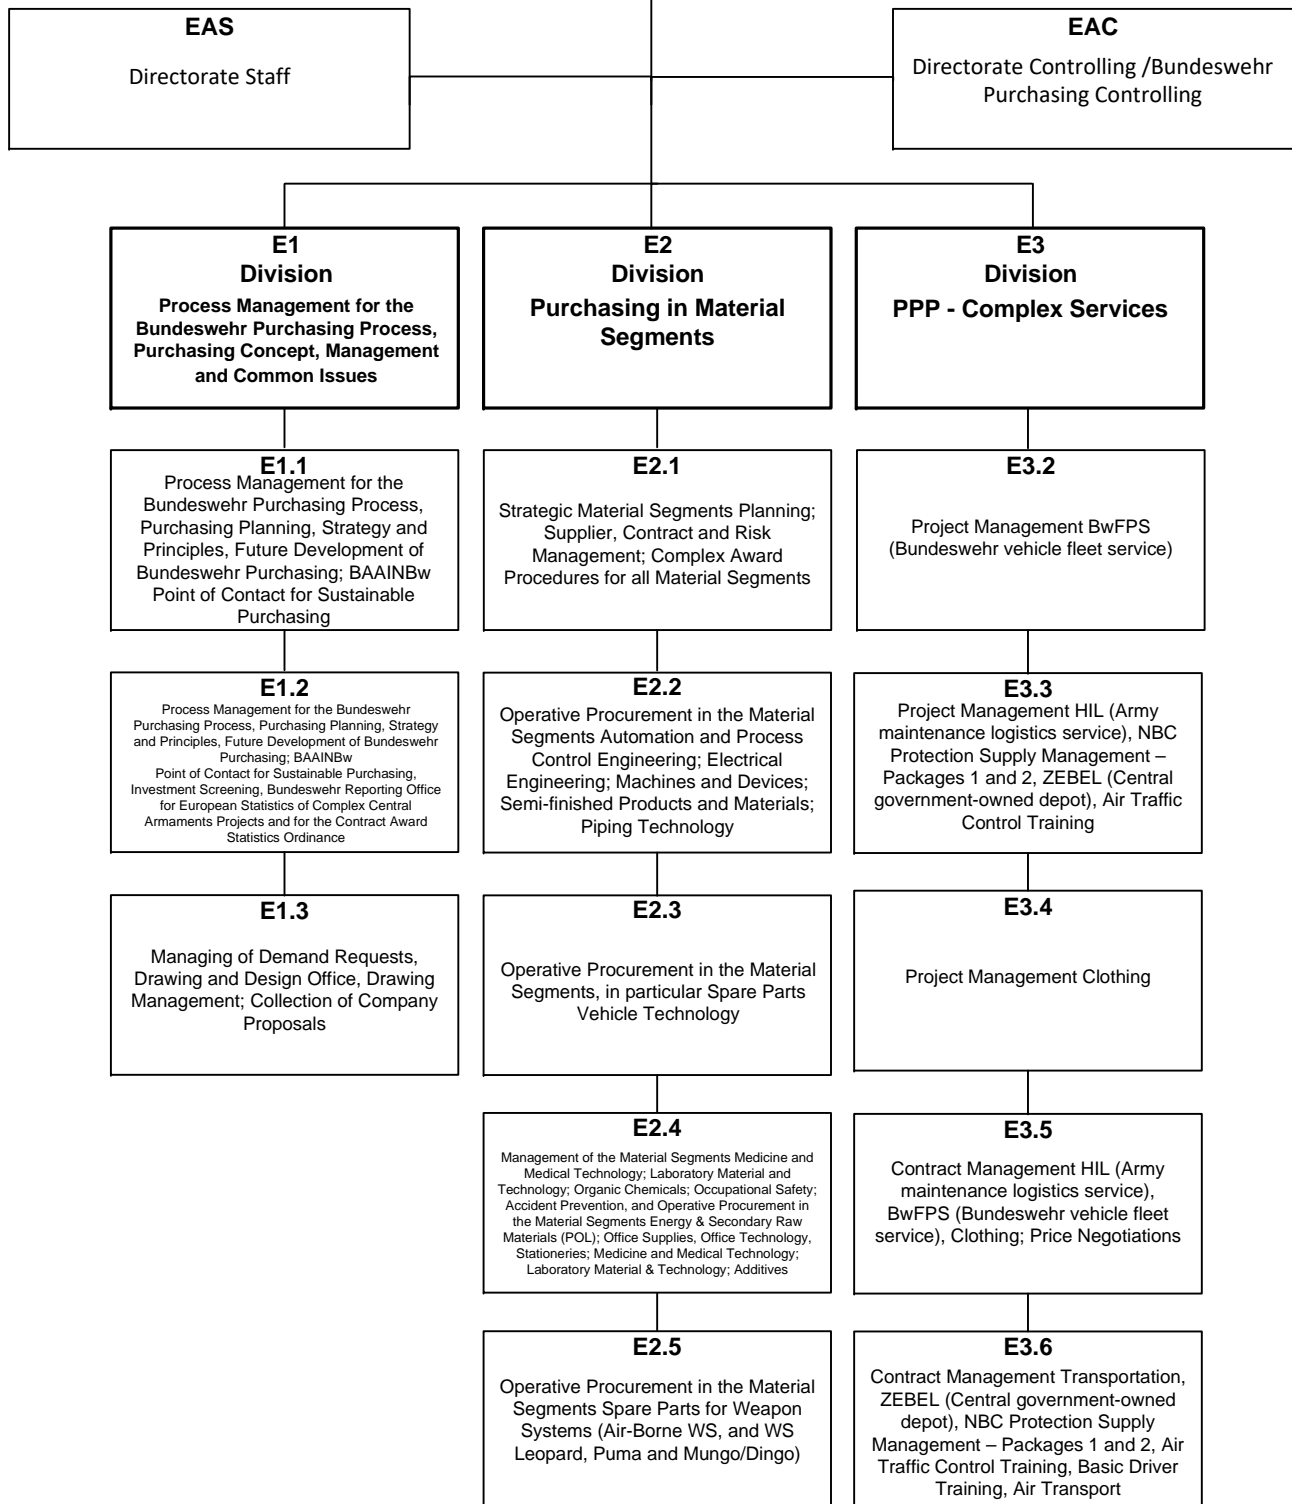 EAS
Directorate Staff
EAC
Directorate Controlling /Bundeswehr
Purchasing Controlling
E1
Division
Process Management for the
Bundeswehr Purchasing Process,
Purchasing Concept, Management
and Common Issues
E2
Division
Purchasing in Material
Segments
E3
Division
PPP - Complex Services
E1.1
Process Management for the
Bundeswehr Purchasing Process,
Purchasing Planning, Strategy and
Principles, Future Development of
Bundeswehr Purchasing; BAAINBw
Point of Contact for Sustainable
Purchasing
E2.1
Strategic Material Segments Planning;
Supplier, Contract and Risk
Management; Complex Award
Procedures for all Material Segments
E3.2
Project Management BwFPS
(Bundeswehr vehicle fleet service)
E1.2
Process Management for the Bundeswehr
Purchasing Process, Purchasing Planning, Strategy
and Principles, Future Development of Bundeswehr
Purchasing; BAAINBw
Point of Contact for Sustainable Purchasing,
Investment Screening, Bundeswehr Reporting Office
for European Statistics of Complex Central
Armaments Projects and for the Contract Award
Statistics Ordinance
E2.2
Operative Procurement in the Material
Segments Automation and Process
Control Engineering; Electrical
Engineering; Machines and Devices;
Semi-finished Products and Materials;
Piping Technology
E3.3
Project Management HIL (Army
maintenance logistics service), NBC
Protection Supply Management –
Packages 1 and 2, ZEBEL (Central
government-owned depot), Air Traffic
Control Training
E1.3
Managing of Demand Requests,
Drawing and Design Office, Drawing
Management; Collection of Company
Proposals
E2.3
Operative Procurement in the Material
Segments, in particular Spare Parts
Vehicle Technology
E3.4
Project Management Clothing
E2.4
Management of the Material Segments Medicine and
Medical Technology; Laboratory Material and
Technology; Organic Chemicals; Occupational Safety;
Accident Prevention, and Operative Procurement in
the Material Segments Energy & Secondary Raw
Materials (POL); Office Supplies, Office Technology,
Stationeries; Medicine and Medical Technology;
Laboratory Material & Technology; Additives
E3.5
Contract Management HIL (Army
maintenance logistics service),
BwFPS (Bundeswehr vehicle fleet
service), Clothing; Price Negotiations
E2.5
Operative Procurement in the Material
Segments Spare Parts for Weapon
Systems (Air-Borne WS, and WS
Leopard, Puma and Mungo/Dingo)
E3.6
Contract Management Transportation,
ZEBEL (Central government-owned
depot), NBC Protection Supply
Management – Packages 1 and 2, Air
Traffic Control Training, Basic Driver
Training, Air Transport